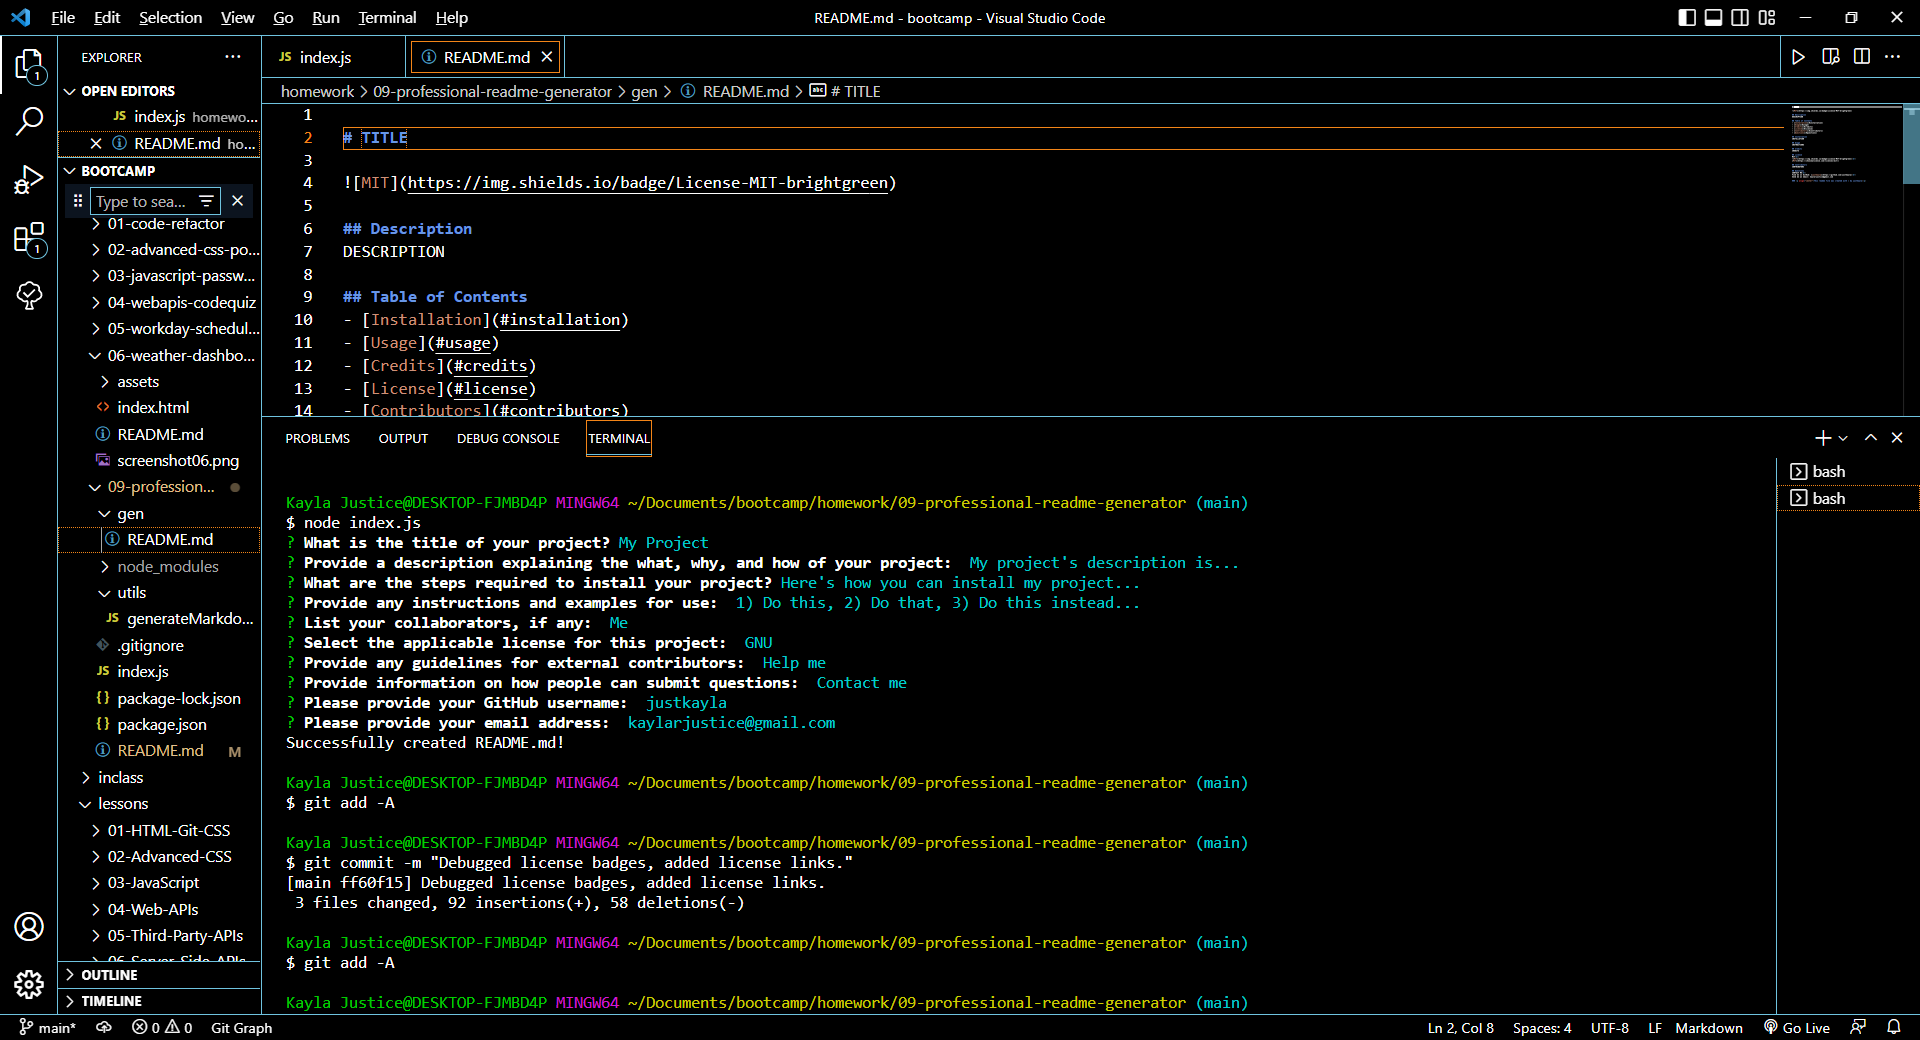 File Edit Selection View Go Run Terminal Help
README.md - bootcamp - Visual Studio Code
EXPLORER
OPEN EDITORS
JS index.js homewo...
README.md ho...
BOOTCAMP
Type to sea...
01-code-refactor
02-advanced-css-po...
03-javascript-passw...
04-webapis-codequiz
05-workday-schedul...
06-weather-dashbo...
assets
index.html
README.md
screenshot06.png
09-profession...
gen
README.md
node_modules
utils
JS generateMarkdo...
.gitignore
JS index.js
{} package-lock.json
{} package.json
README.md M
inclass
lessons
01-HTML-Git-CSS
02-Advanced-CSS
03-JavaScript
04-Web-APIs
05-Third-Party-APIs
06-Server-Side-APIs
OUTLINE
TIMELINE
1
1
JS index.js
README.md
homework > 09-professional-readme-generator > gen > README.md > abc # TITLE
1
2 # TITLE
3
4 ![MIT](https://img.shields.io/badge/License-MIT-brightgreen)
5
6 ## Description
7 DESCRIPTION
8
9 ## Table of Contents
10 - [Installation](#installation)
11 - [Usage](#usage)
12 - [Credits](#credits)
13 - [License](#license)
14 - [Contributors](#contributors)
PROBLEMS OUTPUT DEBUG CONSOLE TERMINAL
bash
bash
Kayla Justice@DESKTOP-FJMBD4P MINGW64 ~/Documents/bootcamp/homework/09-professional-readme-generator (main)
$ node index.js
? What is the title of your project? My Project
? Provide a description explaining the what, why, and how of your project:  My project's description is...
? What are the steps required to install your project? Here's how you can install my project...
? Provide any instructions and examples for use:  1) Do this, 2) Do that, 3) Do this instead...
? List your collaborators, if any:  Me
? Select the applicable license for this project:  GNU
? Provide any guidelines for external contributors:  Help me
? Provide information on how people can submit questions:  Contact me
? Please provide your GitHub username:  justkayla
? Please provide your email address:  kaylarjustice@gmail.com
Successfully created README.md!
Kayla Justice@DESKTOP-FJMBD4P MINGW64 ~/Documents/bootcamp/homework/09-professional-readme-generator (main)
$ git add -A
Kayla Justice@DESKTOP-FJMBD4P MINGW64 ~/Documents/bootcamp/homework/09-professional-readme-generator (main)
$ git commit -m "Debugged license badges, added license links."
[main ff60f15] Debugged license badges, added license links.
3 files changed, 92 insertions(+), 58 deletions(-)
Kayla Justice@DESKTOP-FJMBD4P MINGW64 ~/Documents/bootcamp/homework/09-professional-readme-generator (main)
$ git add -A
Kayla Justice@DESKTOP-FJMBD4P MINGW64 ~/Documents/bootcamp/homework/09-professional-readme-generator (main)
main* 0 0 Git Graph
Ln 2, Col 8 Spaces: 4 UTF-8 LF Markdown Go Live